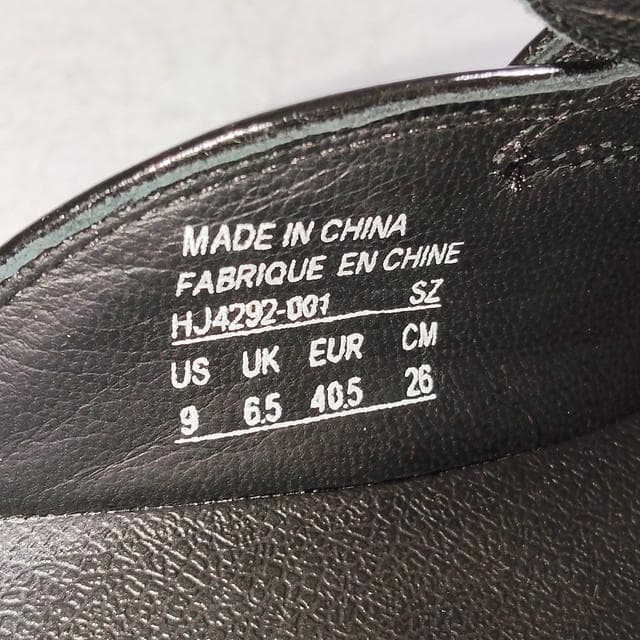 MADE IN CHINA
FABRIQUE EN CHINE
HJ4292-001 SZ
US UK EUR CM
9 6.5 40.5 26